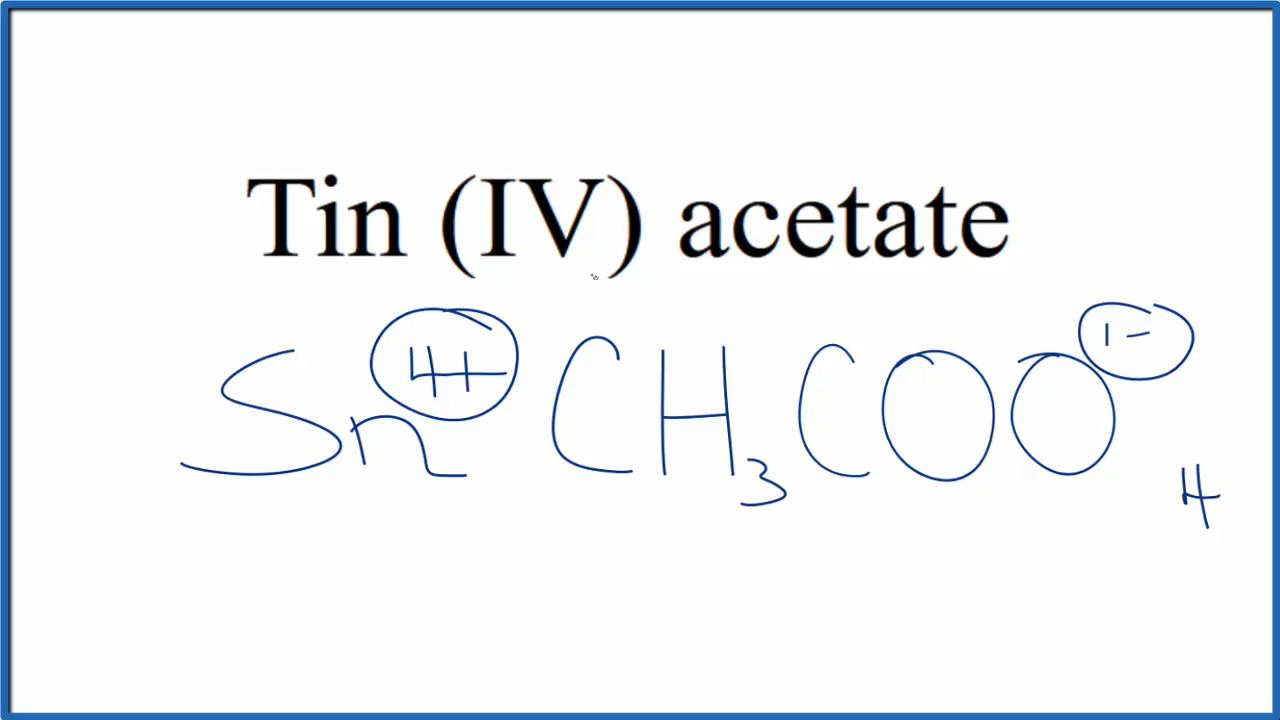 Tin (IV) acetate
Sn⁴⁺ CH₃COO¹⁻ ₄